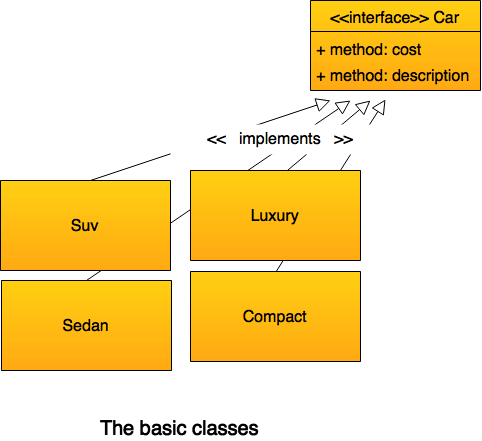 <<interface>> Car
+ method: cost
+ method: description
<< implements >>
Suv
Luxury
Sedan
Compact
The basic classes